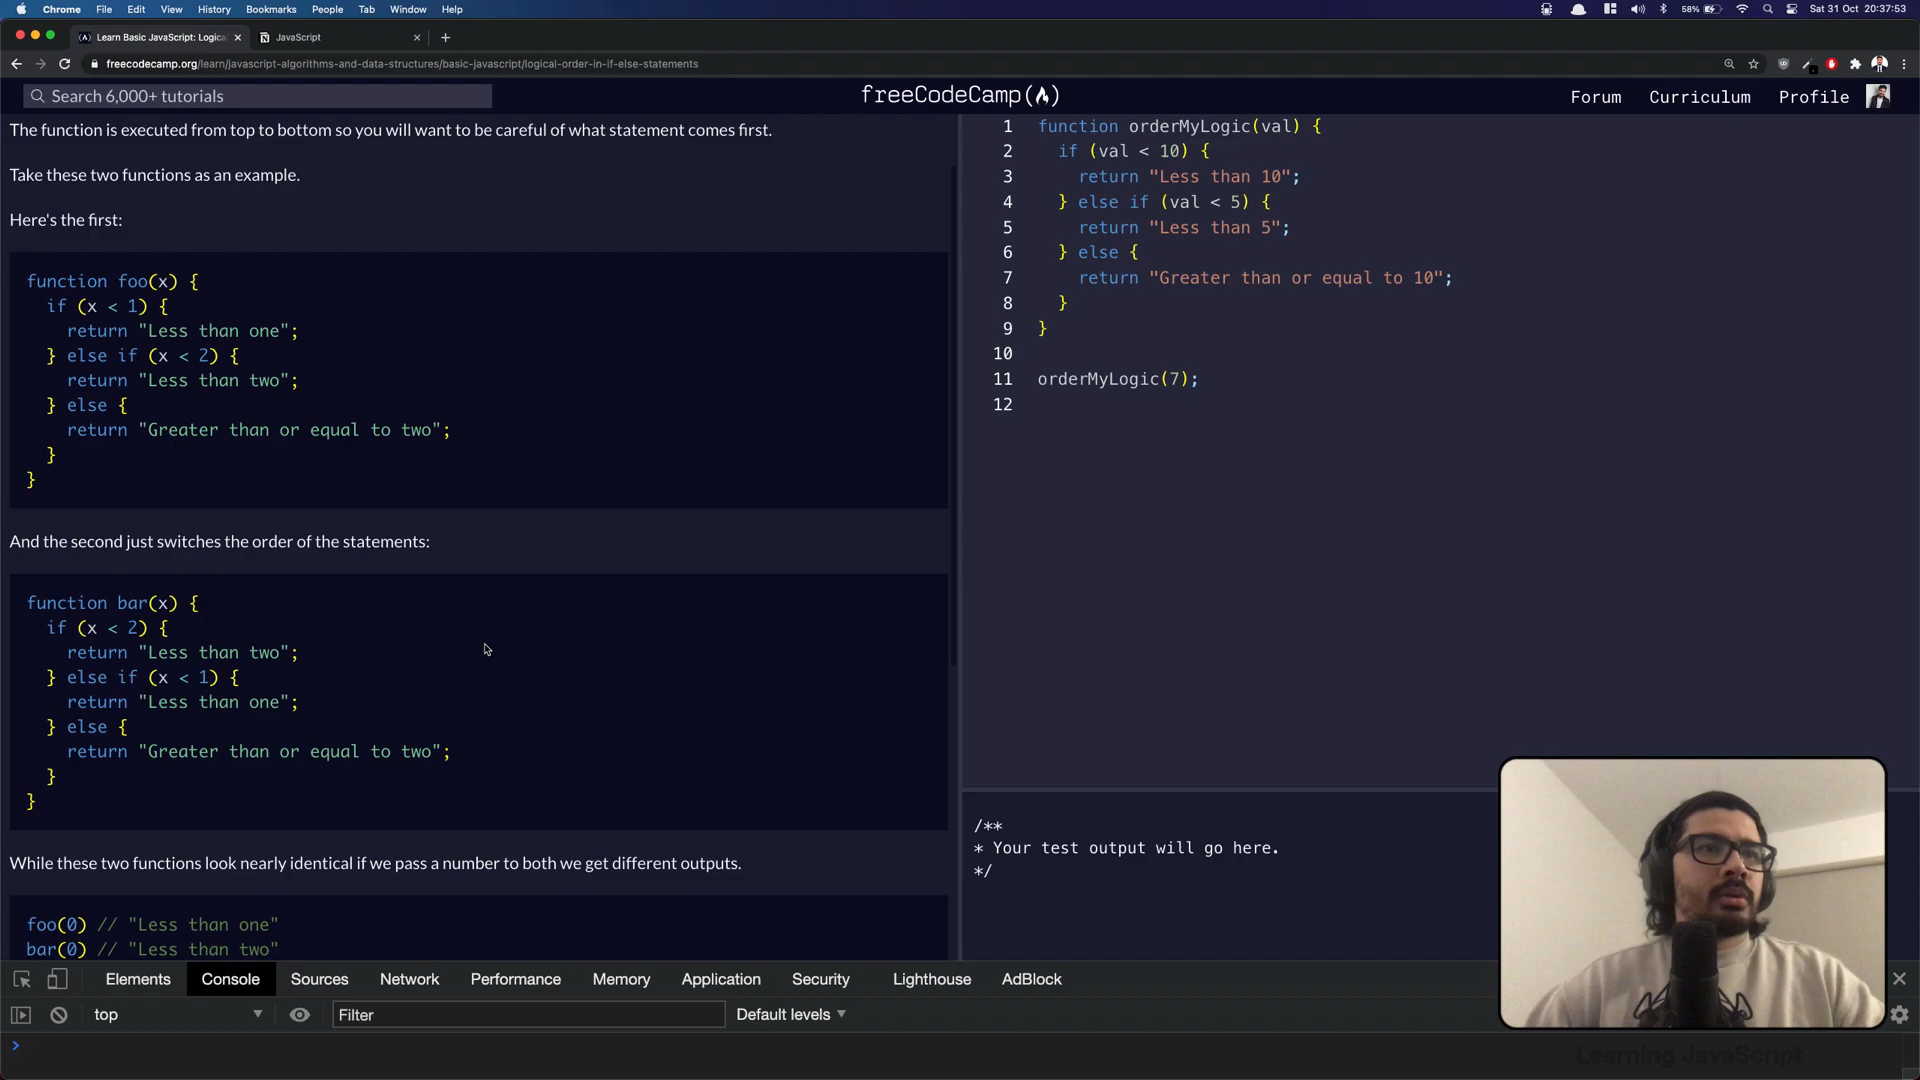 Chrome File Edit View History Bookmarks People Tab Window Help
58% Sat 31 Oct 20:37:53
Learn Basic JavaScript: Logical
JavaScript
freecodecamp.org/learn/javascript-algorithms-and-data-structures/basic-javascript/logical-order-in-if-else-statements
Search 6,000+ tutorials
freeCodeCamp(🔥)
Forum Curriculum Profile
The function is executed from top to bottom so you will want to be careful of what statement comes first.
Take these two functions as an example.
Here's the first:
function foo(x) {
  if (x < 1) {
    return "Less than one";
  } else if (x < 2) {
    return "Less than two";
  } else {
    return "Greater than or equal to two";
  }
}
And the second just switches the order of the statements:
function bar(x) {
  if (x < 2) {
    return "Less than two";
  } else if (x < 1) {
    return "Less than one";
  } else {
    return "Greater than or equal to two";
  }
}
While these two functions look nearly identical if we pass a number to both we get different outputs.
foo(0) // "Less than one"
bar(0) // "Less than two"
1 function orderMyLogic(val) {
2   if (val < 10) {
3     return "Less than 10";
4   } else if (val < 5) {
5     return "Less than 5";
6   } else {
7     return "Greater than or equal to 10";
8   }
9 }
10
11 orderMyLogic(7);
12
/**
* Your test output will go here.
*/
Elements Console Sources Network Performance Memory Application Security Lighthouse AdBlock
top Filter Default levels
Learning JavaScript